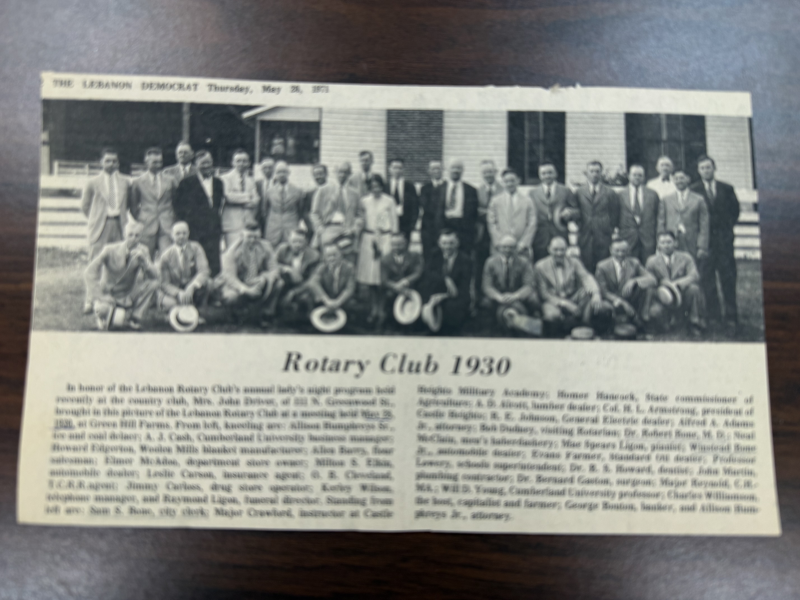 THE LEBANON DEMOCRAT Thursday, May 28, 1971
Rotary Club 1930
In honor of the Lebanon Rotary Club's annual lady's night program held
recently at the country club, Mrs. John Driver, of 212 N. Greenwood St.,
brought in this picture of the Lebanon Rotary Club at a meeting held May
at Green Hill Farms. From left, kneeling are: Allison Humphreys Sr.,
ice and coal dealer; A. J. Cash, Cumberland University business manager;
Howard Edgerton, Woolen Mills blanket manufacturer; Alex Barry, four
salesman; Elmer McAdoo, department store owner; Milton S. Elkin,
automobile dealer; Leslie Carson, insurance agent; G. E. Cleveland,
agent; Jimmy Carlton, drug store operator; Kerley Wilson,
telephone manager, and Raymond Ligon, funeral director. Standing from
left are: Sam S. Bone, city clerk; Major Crawford, instructor at Castle
Heights Military Academy; Homer Hancock, State commissioner of
Agriculture; A. D. Alcott, lumber dealer; Col. H. L. Armstrong, president of
Castle Heights; R. E. Johnson, General Electric dealer; Alfred A. Adams
Jr., attorney; Bob Dudney, visiting Rotarian; Dr. Robert Bone, M. D.; Neal
McClain, men's haberdashery; Mae Spears Ligon, pianist; Winstead Bone
Jr., automobile dealer; Evans Farmer, Standard Oil dealer; Professor
Lowery, schools superintendent; Dr. R. S. Howard, dentist; John Martin,
plumbing contractor; Dr. Bernard Gaston, surgeon; Major Reynold, C.H.-
MA.; Will D. Young, Cumberland University professor; Charles Williamson,
the host, capitalist and farmer; George Bouton, banker, and Allison Hum-
phreys Jr., attorney.